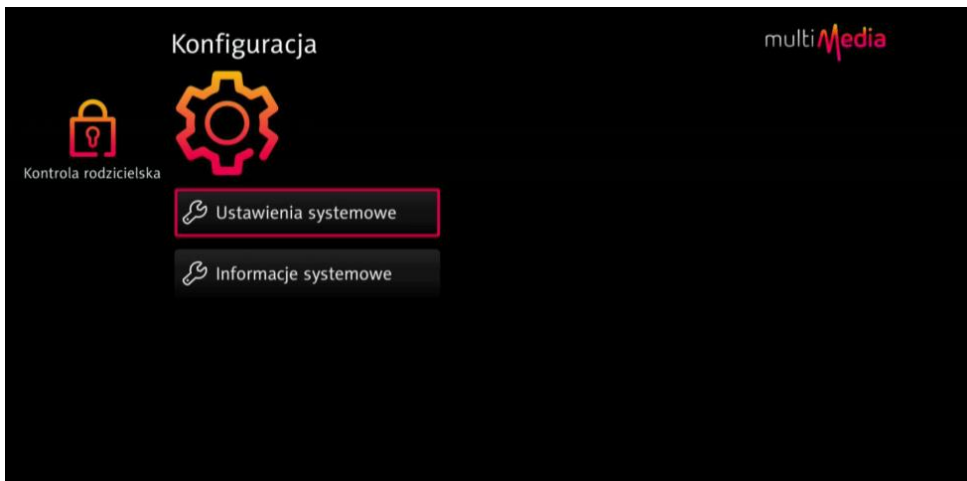 Konfiguracja
multiMedia
Kontrola rodzicielska
Ustawienia systemowe
Informacje systemowe